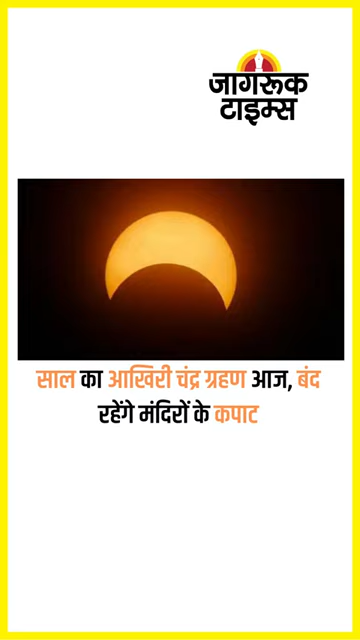 जागरूक
टाइम्स
साल का आखिरी चंद्र ग्रहण आज, बंद
रहेंगे मंदिरों के कपाट